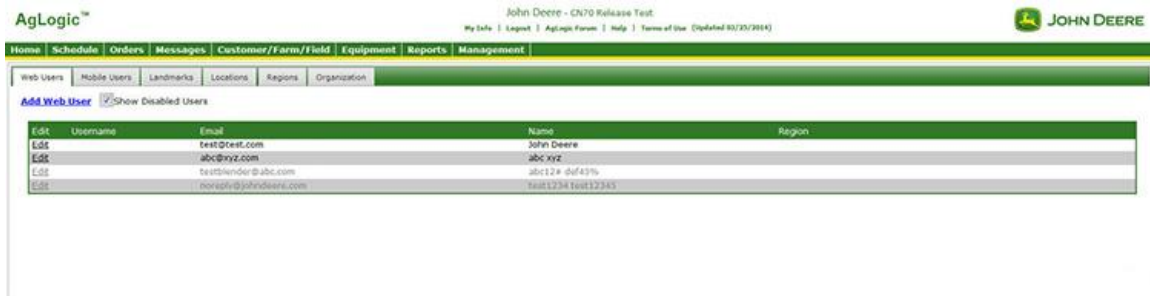 AgLogic™
John Deere - CN70 Release Test
My Info | Logout | AgLogic Forum | Help | Terms of Use (Updated 03/25/2014)
JOHN DEERE
Home Schedule Orders Messages Customer/Farm/Field Equipment Reports Management
Web Users Mobile Users Landmarks Locations Regions Organization
Add Web User Show Disabled Users
Edit Username Email Name Region
Edit test@test.com John Deere
Edit abc@xyz.com abc xyz
Edit testblender@abc.com abc12# def45%
Edit noreply@johndeere.com test1234 test12345